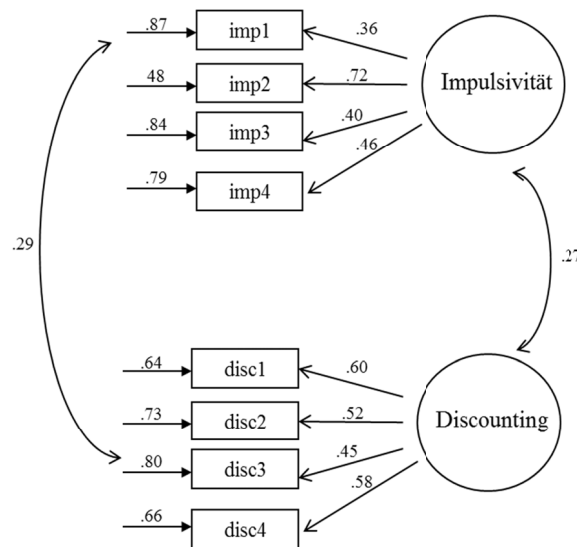 .87
imp1
.36
48
imp2
.72
Impulsivität
.84
imp3
.40
.79
imp4
.46
.29
.27
.64
disc1
.60
.73
disc2
.52
Discounting
.80
disc3
.45
.66
disc4
.58